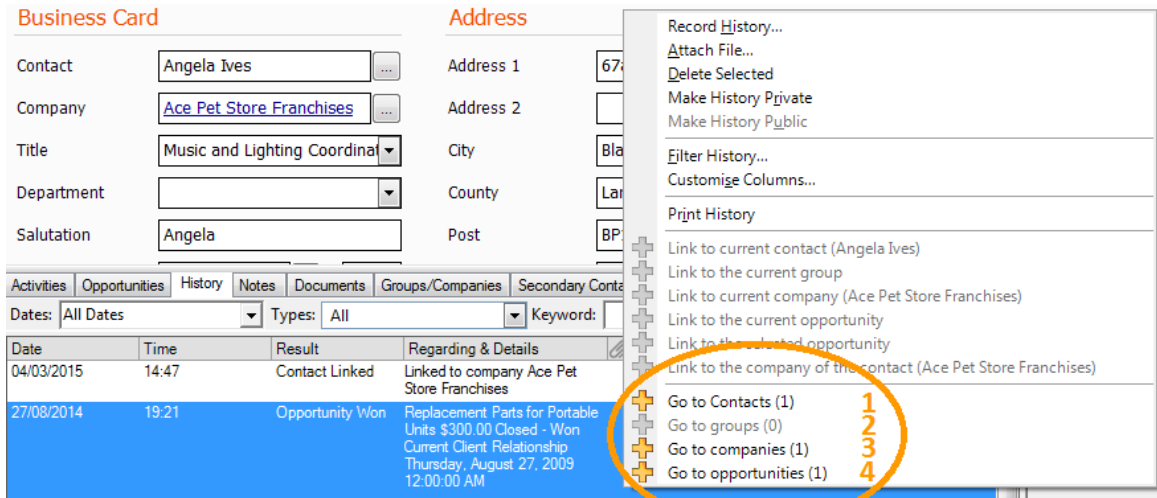 Business Card
Contact
Angela Ives
...
Company
Ace Pet Store Franchises
...
Title
Music and Lighting Coordinat
Department
Salutation
Angela
Address
Address 1
67
Address 2
City
Bla
County
Lan
Post
BP
Activities
Opportunities
History
Notes
Documents
Groups/Companies
Secondary Conta
Dates:
All Dates
Types:
All
Keyword:
Date
Time
Result
Regarding & Details
04/03/2015
14:47
Contact Linked
Linked to company Ace Pet
Store Franchises
27/08/2014
19:21
Opportunity Won
Replacement Parts for Portable
Units $300.00 Closed - Won
Current Client Relationship
Thursday, August 27, 2009
12:00:00 AM
Record History...
Attach File...
Delete Selected
Make History Private
Make History Public
Filter History...
Customise Columns...
Print History
Link to current contact (Angela Ives)
Link to the current group
Link to current company (Ace Pet Store Franchises)
Link to the current opportunity
Link to the selected opportunity
Link to the company of the contact (Ace Pet Store Franchises)
Go to Contacts (1) 1
Go to groups (0) 2
Go to companies (1) 3
Go to opportunities (1) 4